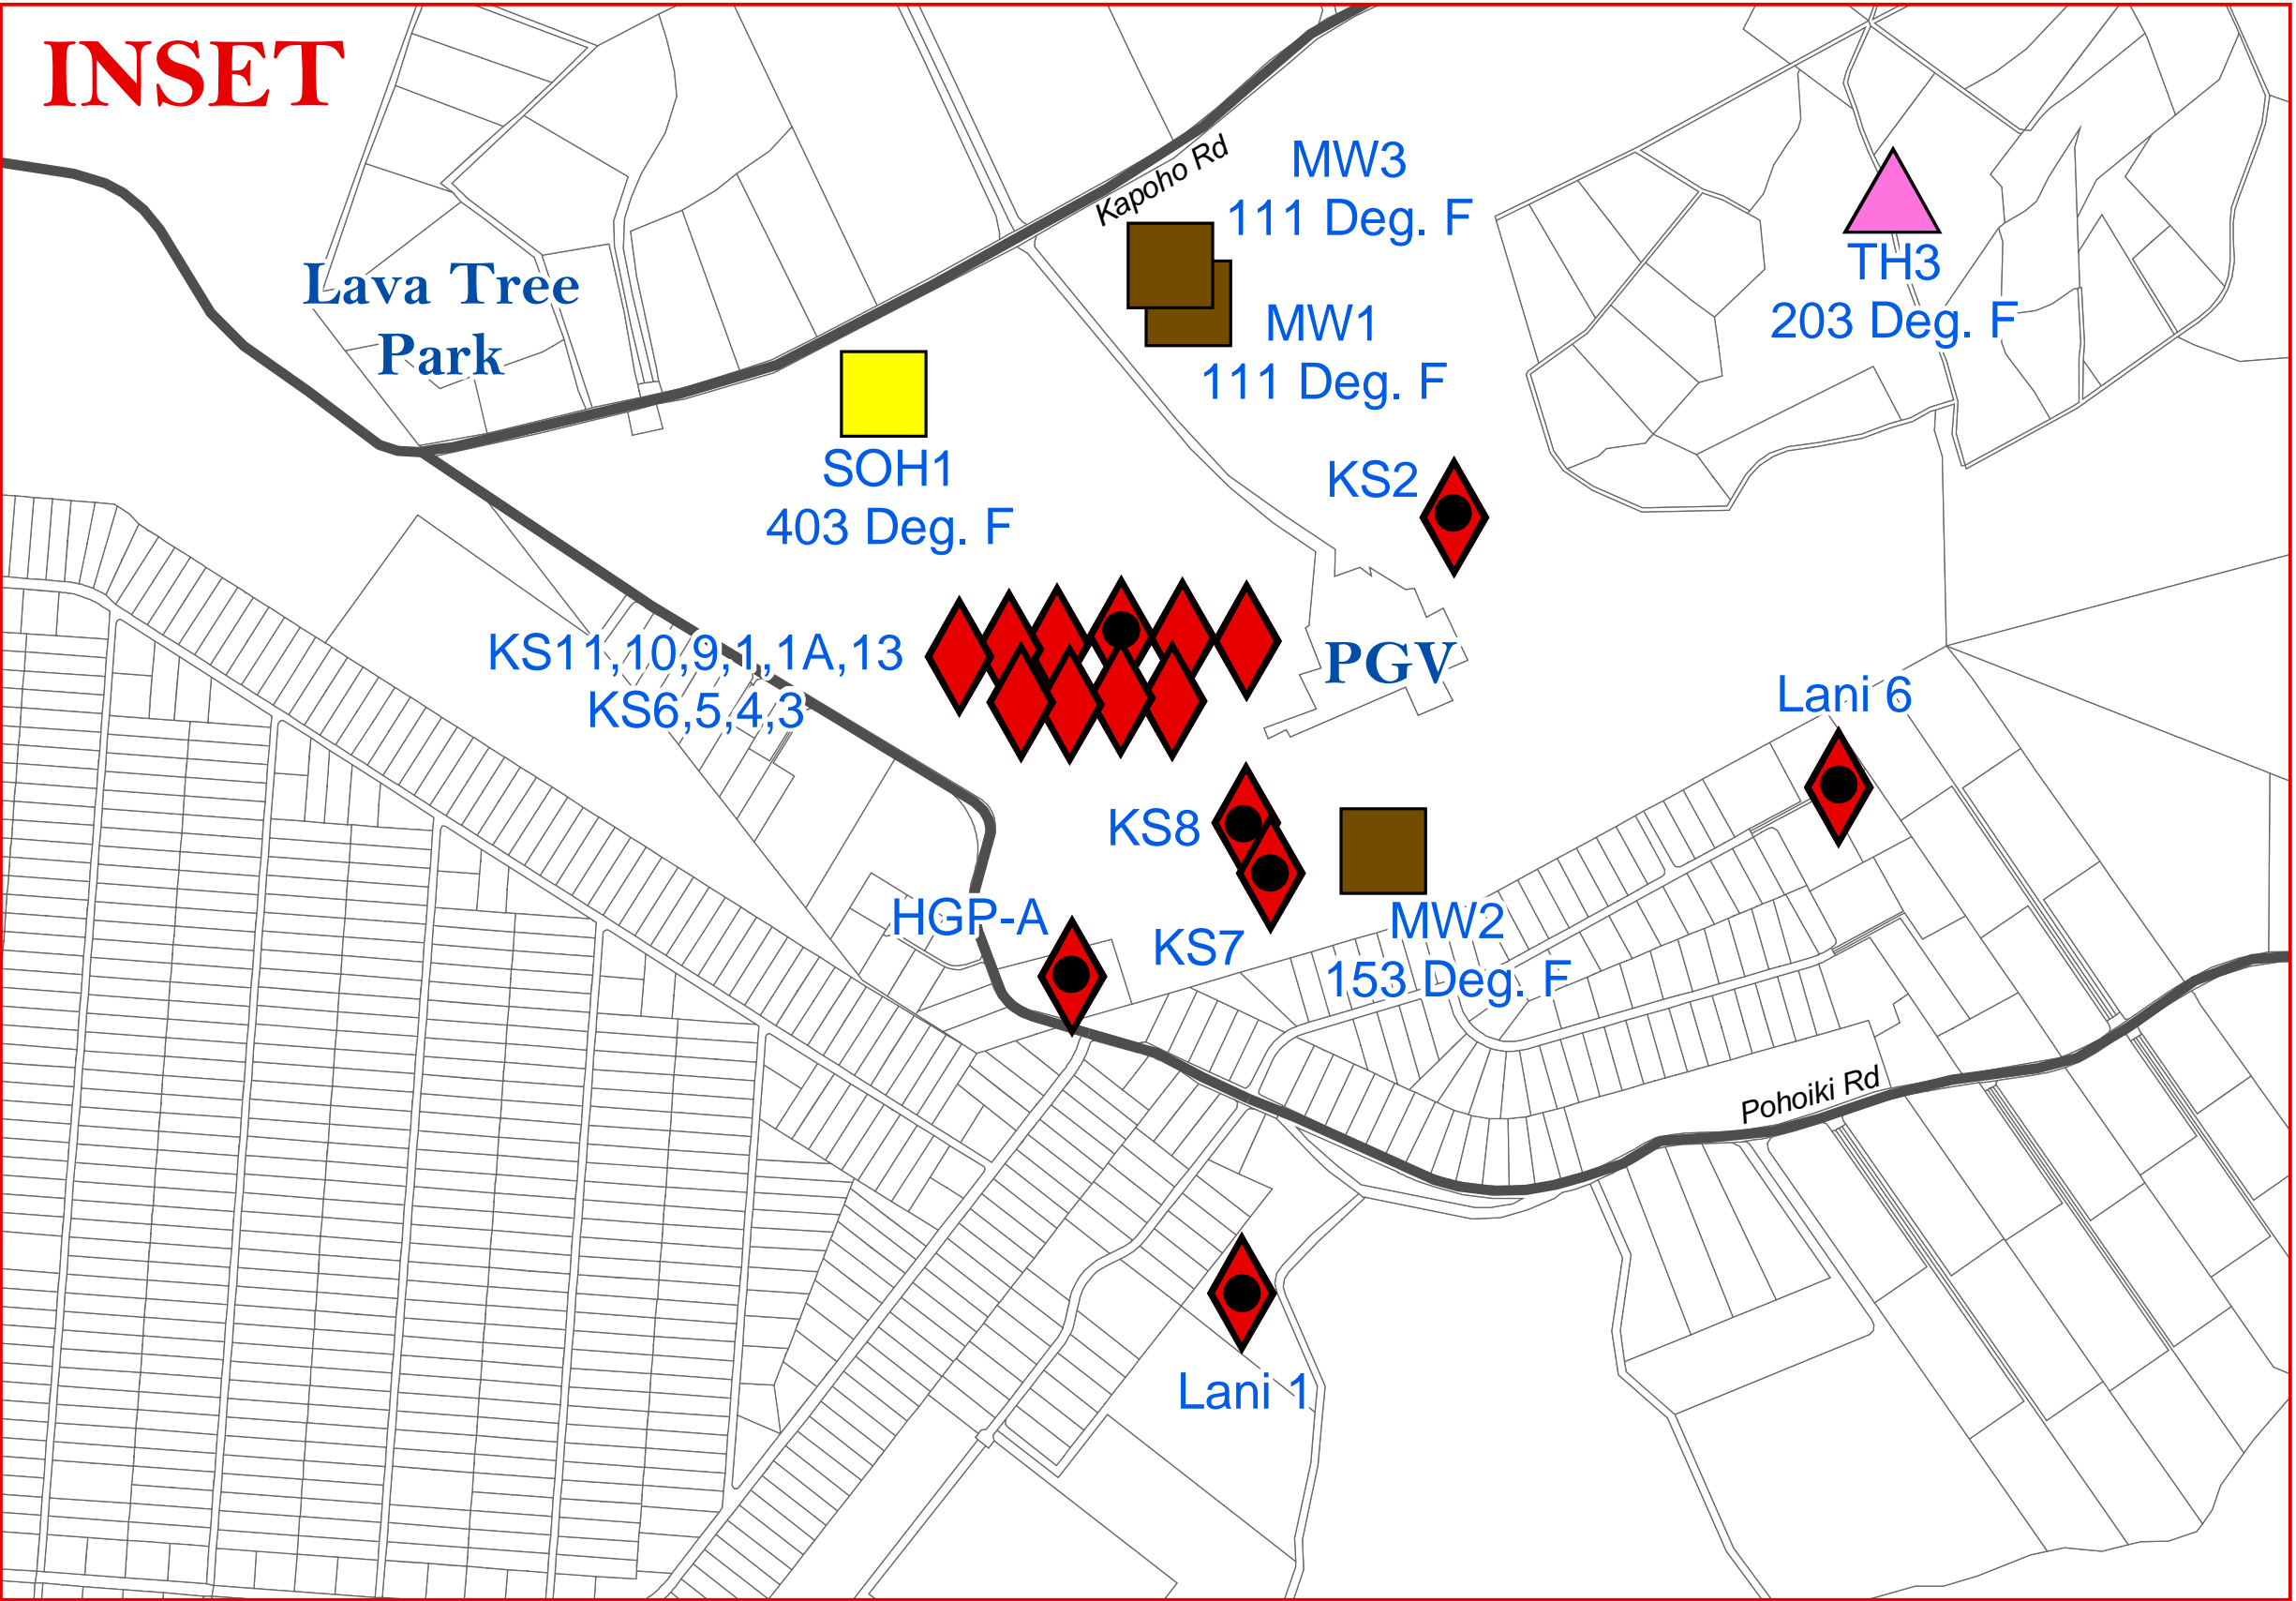 INSET
Kapoho Rd
MW3
111 Deg. F
MW1
111 Deg. F
TH3
203 Deg. F
Lava Tree
Park
SOH1
403 Deg. F
KS2
KS11,10,9,1,1A,13
KS6,5,4,3
PGV
Lani 6
KS8
HGP-A
KS7
MW2
153 Deg. F
Pohoiki Rd
Lani 1